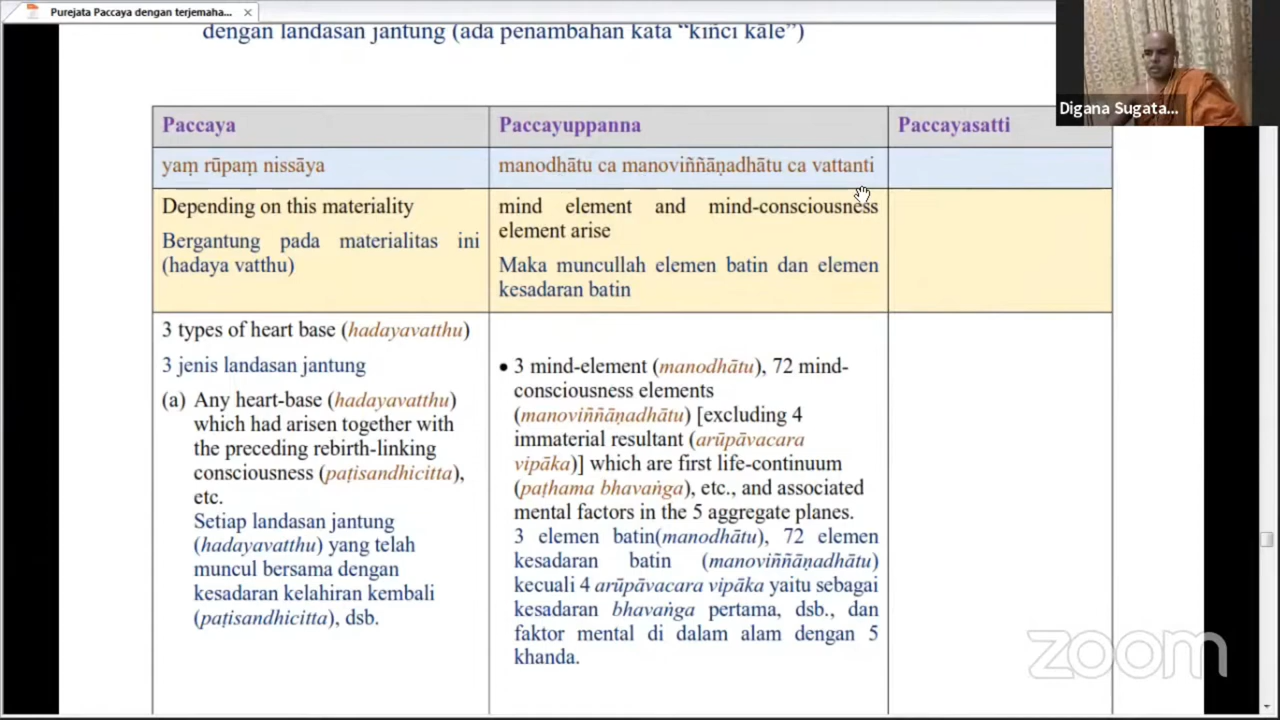 Purejata Paccaya dengan terjemaha...
dengan landasan jantung (ada penambahan kata “kiñci kāle”)
Digana Sugata...
Paccaya
Paccayuppanna
Paccayasatti
yaṃ rūpaṃ nissāya
manodhātu ca manoviññāṇadhātu ca vattanti
Depending on this materiality
Bergantung pada materialitas ini
(hadaya vatthu)
mind element and mind-consciousness
element arise
Maka muncullah elemen batin dan elemen
kesadaran batin
3 types of heart base (hadayavatthu)
3 jenis landasan jantung
(a) Any heart-base (hadayavatthu)
which had arisen together with
the preceding rebirth-linking
consciousness (paṭisandhicitta),
etc.
Setiap landasan jantung
(hadayavatthu) yang telah
muncul bersama dengan
kesadaran kelahiran kembali
(paṭisandhicitta), dsb.
• 3 mind-element (manodhātu), 72 mind-
consciousness elements
(manoviññāṇadhātu) [excluding 4
immaterial resultant (arūpāvacara
vipāka)] which are first life-continuum
(paṭhama bhavaṅga), etc., and associated
mental factors in the 5 aggregate planes.
3 elemen batin(manodhātu), 72 elemen
kesadaran batin (manoviññāṇadhātu)
kecuali 4 arūpāvacara vipāka yaitu sebagai
kesadaran bhavaṅga pertama, dsb., dan
faktor mental di dalam alam dengan 5
khanda.
zoom